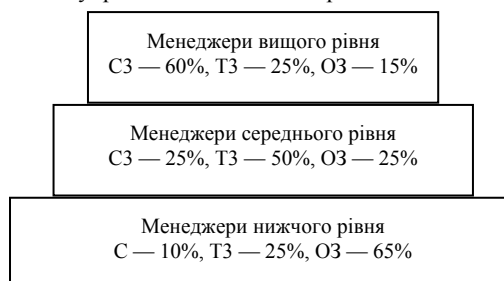 Менеджери вищого рівня
СЗ — 60%, ТЗ — 25%, ОЗ — 15%
Менеджери середнього рівня
СЗ — 25%, ТЗ — 50%, ОЗ — 25%
Менеджери нижчого рівня
С — 10%, ТЗ — 25%, ОЗ — 65%